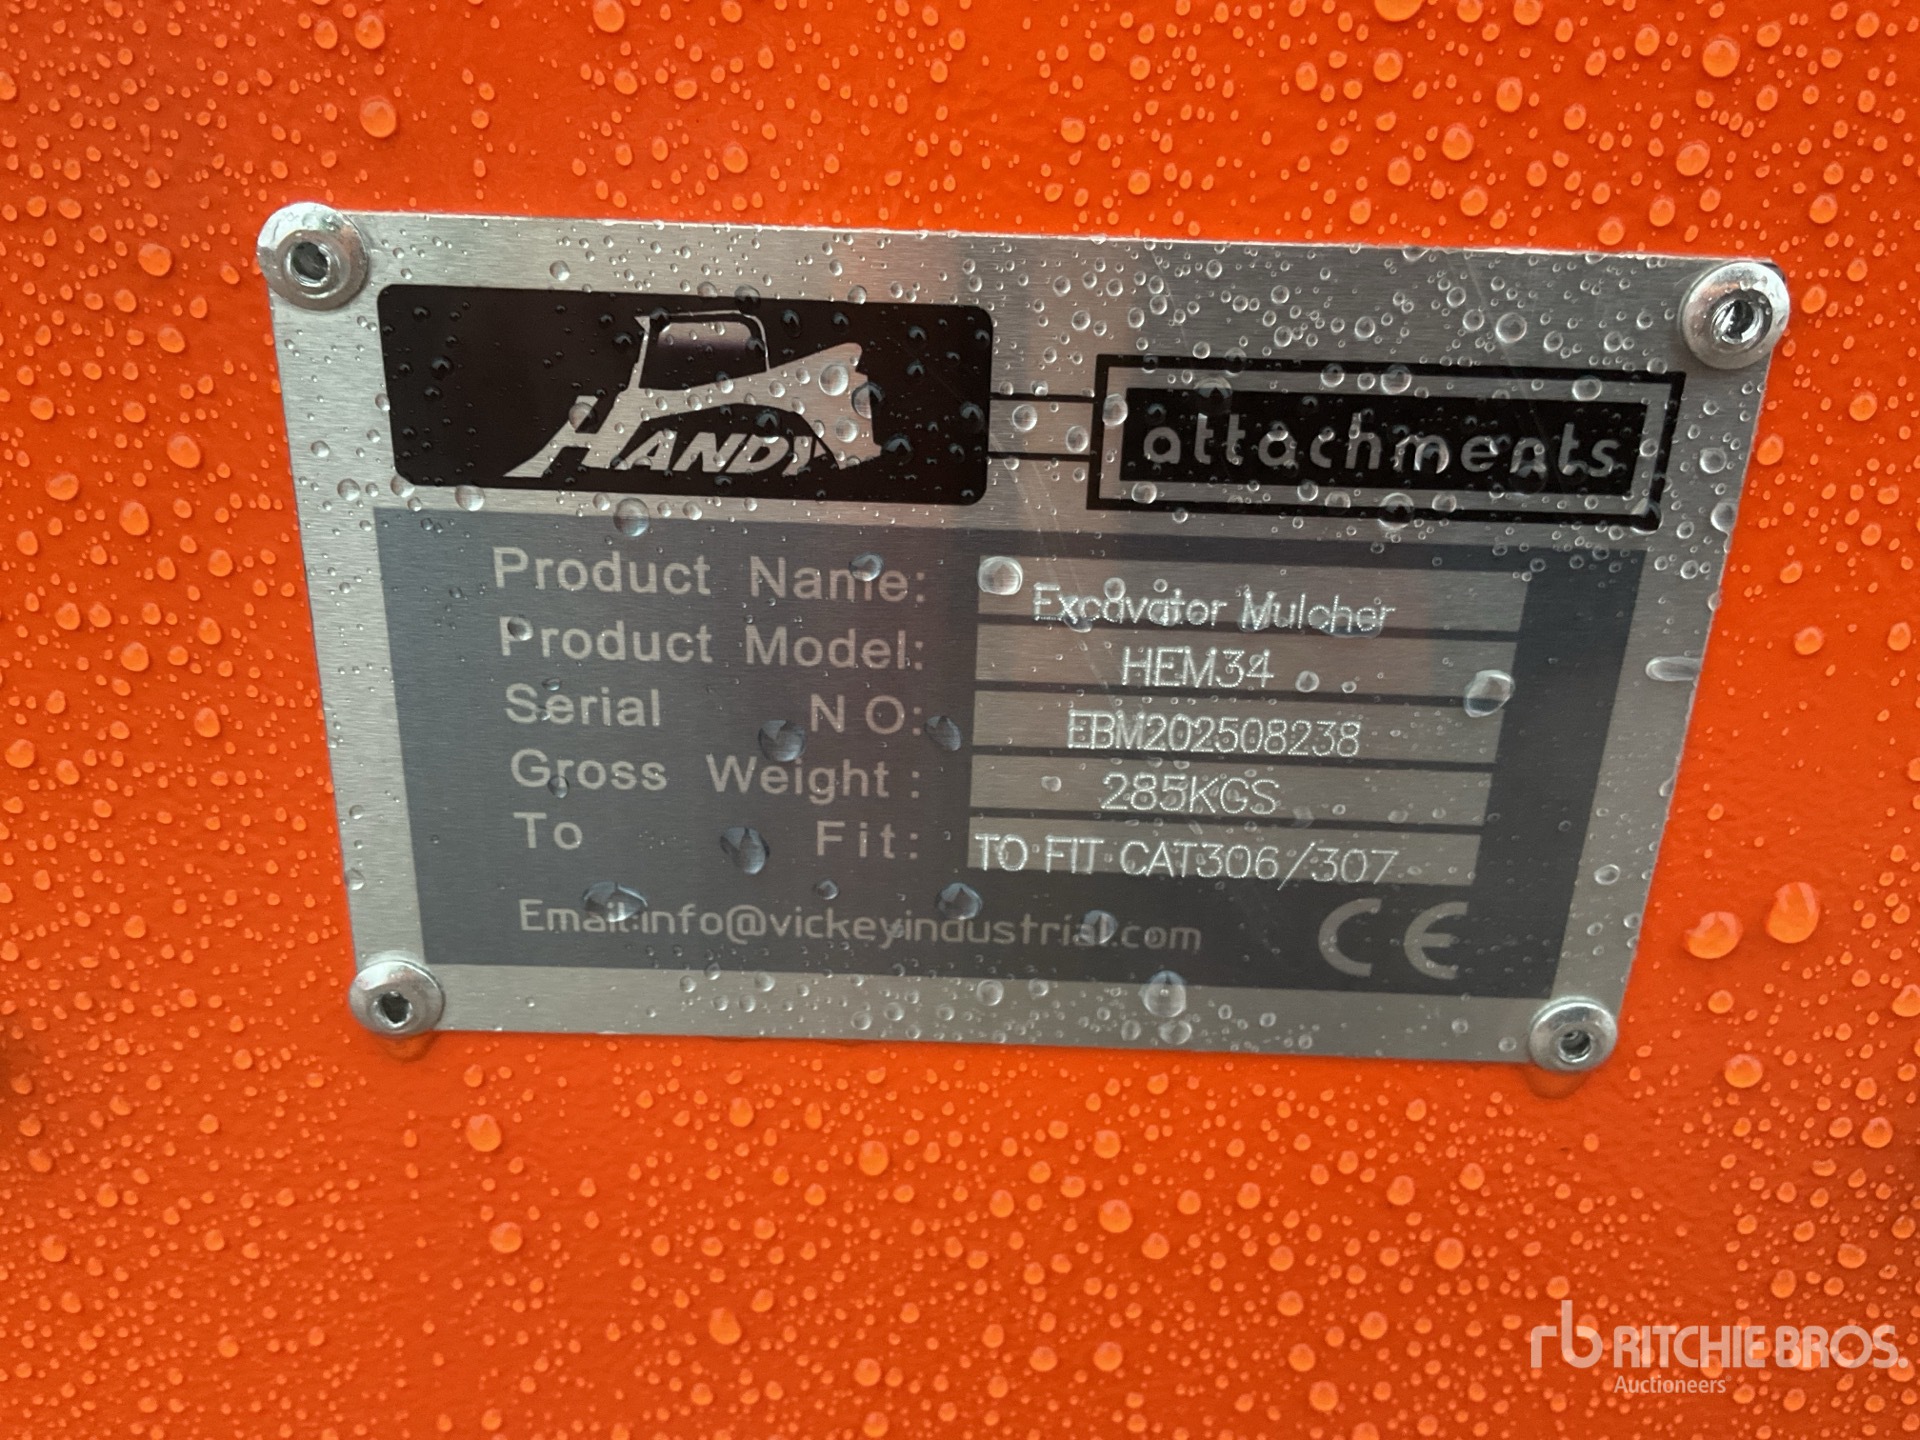 HANDY
attachments
Product Name: Excavator Mulcher
Product Model: HEM34
Serial NO: EBM202508238
Gross Weight: 285KGS
To Fit: TO FIT CAT306/307
Email:info@vickeyindustrial.com CE
rb RITCHIE BROS.
Auctioneers